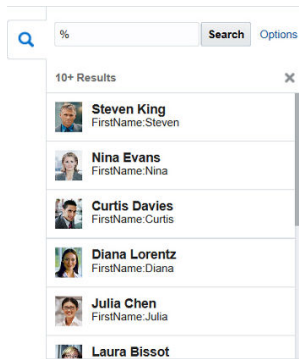 % Search Options
10+ Results
Steven King
FirstName:Steven
Nina Evans
FirstName:Nina
Curtis Davies
FirstName:Curtis
Diana Lorentz
FirstName:Diana
Julia Chen
FirstName:Julia
Laura Bissot